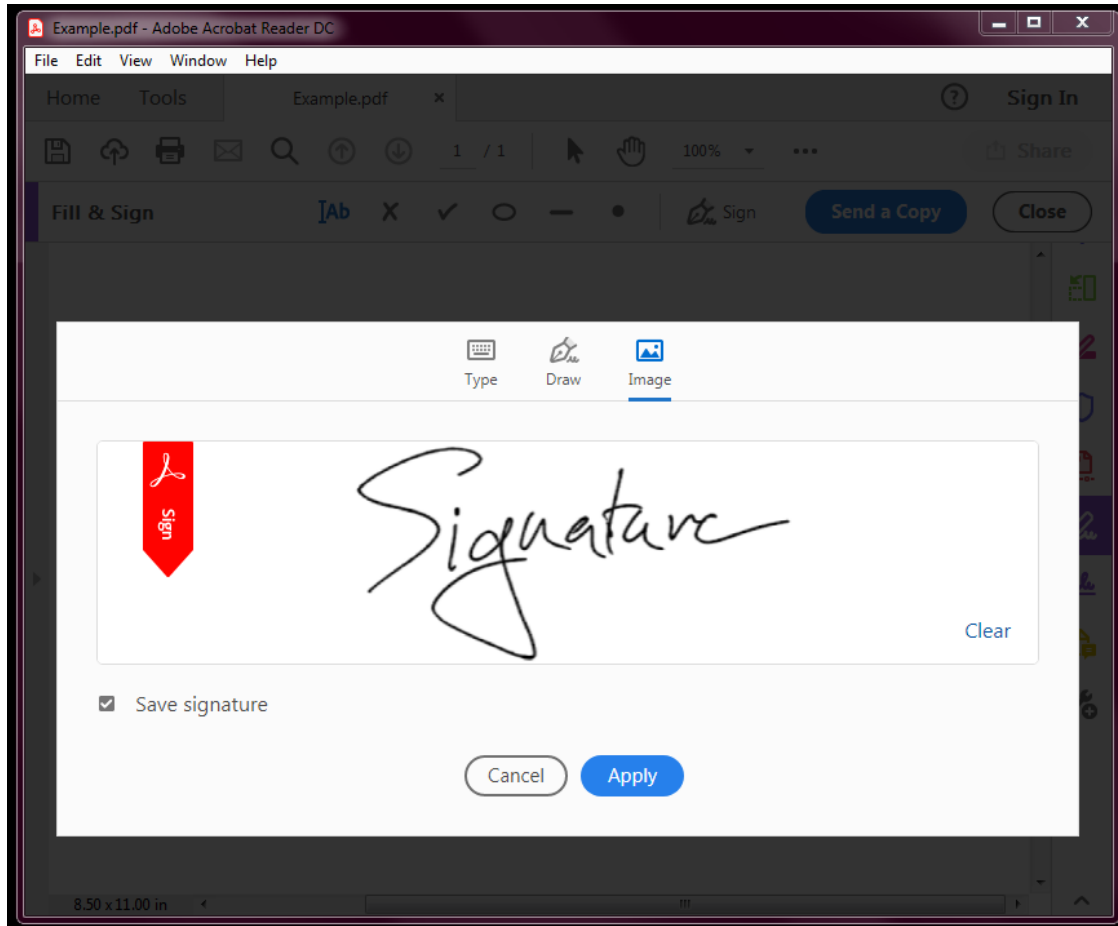 Example.pdf - Adobe Acrobat Reader DC
File Edit View Window Help
Home Tools Example.pdf × Sign In
1 / 1 100% Share
Fill & Sign Ab Sign Send a Copy Close
Type Draw Image
Sign
Signature
Clear
Save signature
Cancel Apply
8.50 x 11.00 in